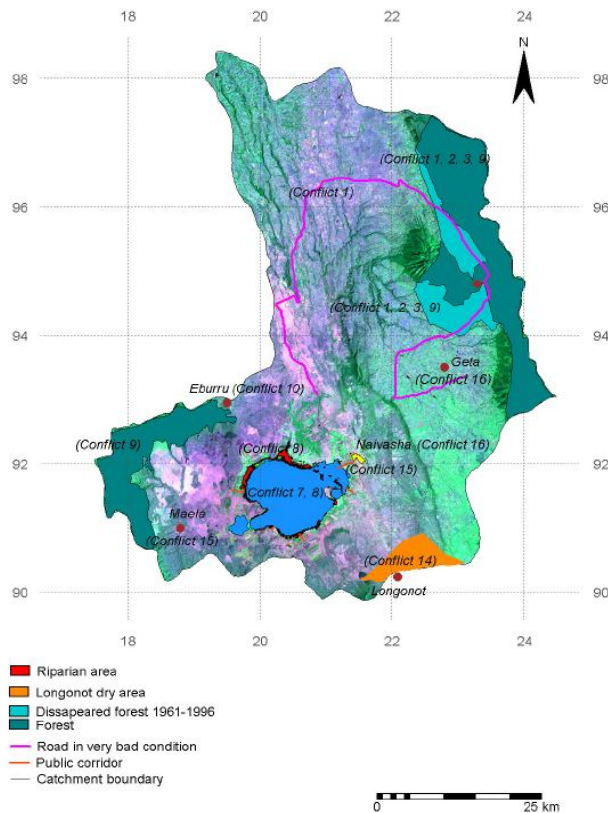 18 20 22 24
N
98
98
(Conflict 1, 2, 3, 9)
(Conflict 1)
96
96
(Conflict 1, 2, 3, 9)
94
94
Geta
(Conflict 16)
Eburru (Conflict 10)
(Conflict 9)
(Conflict 8)
Naivasha (Conflict 16)
92
92
(Conflict 15)
(Conflict 7, 8)
Maela
(Conflict 15)
(Conflict 14)
90
90
Longonot
18 20 22 24
Riparian area
Longonot dry area
Dissapeared forest 1961-1996
Forest
Road in very bad condition
Public corridor
Catchment boundary
0 25 km